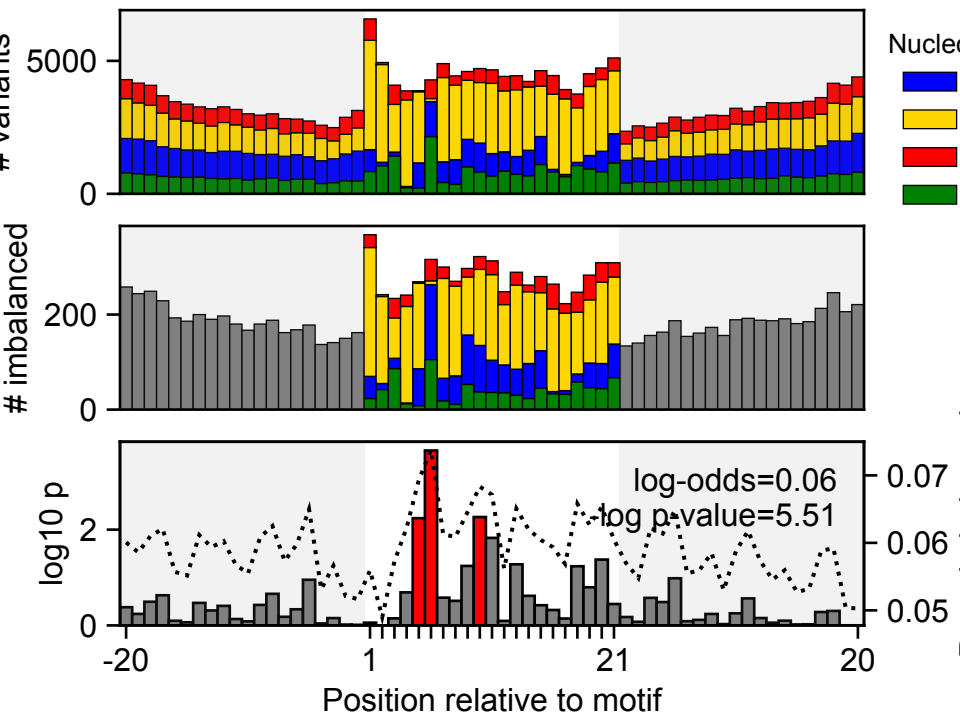 # variants
5000
0
Nucleo
# imbalanced
200
0
log10 p
2
0
log-odds=0.06
log p-value=5.51
0.07
0.06
0.05
-20
1
21
20
Position relative to motif